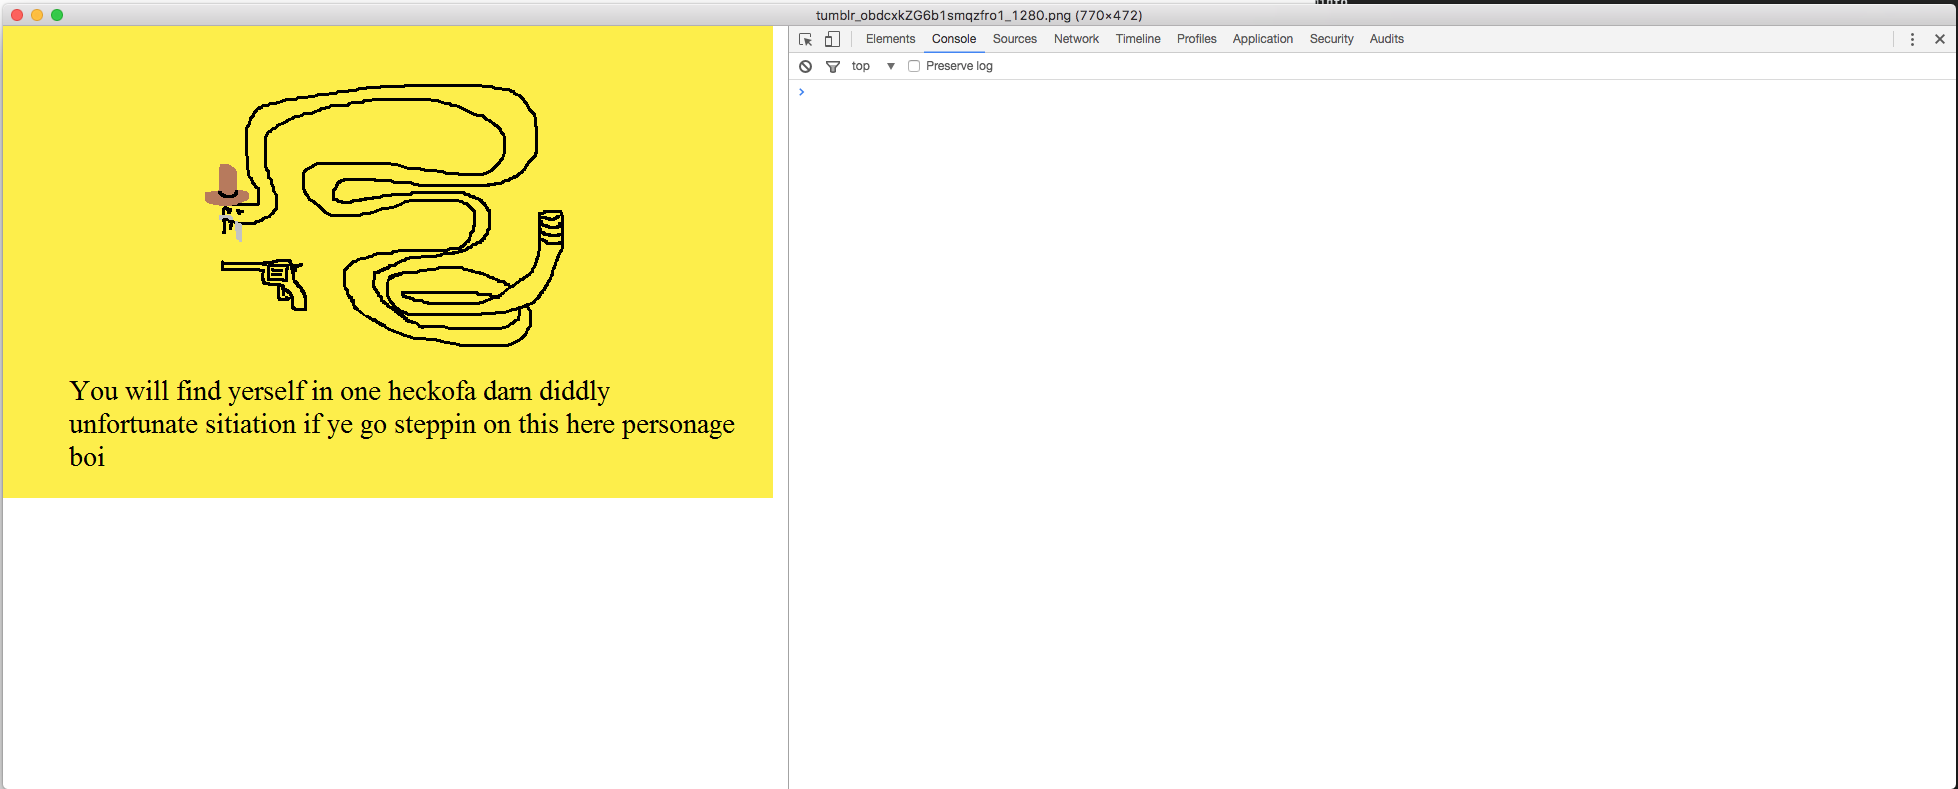 tumblr_obdcxkZG6b1smqzfro1_1280.png (770×472)
Elements Console Sources Network Timeline Profiles Application Security Audits
top Preserve log
You will find yerself in one heckofa darn diddly
unfortunate sitiation if ye go steppin on this here personage
boi